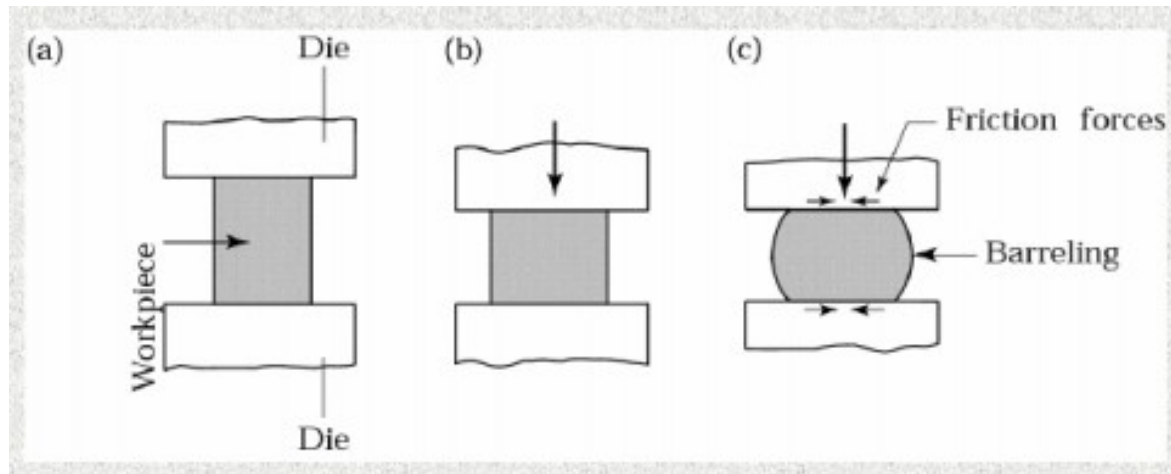 (a)
Die
Workpiece
Die
(b)
(c)
Friction forces
Barreling